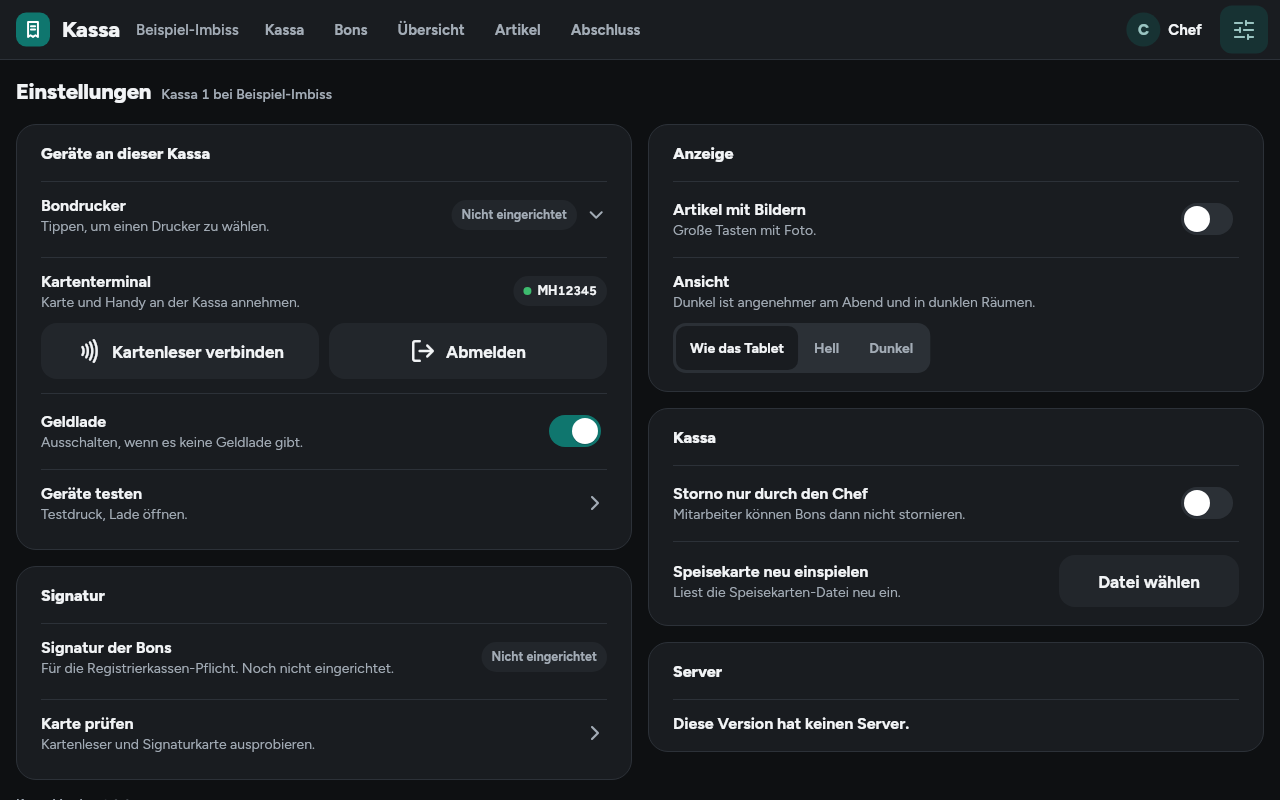 Kassa Beispiel-Imbiss Kassa Bons Übersicht Artikel Abschluss C Chef
Einstellungen Kassa 1 bei Beispiel-Imbiss
Geräte an dieser Kassa
Bondrucker
Tippen, um einen Drucker zu wählen.
Nicht eingerichtet
Kartenterminal
Karte und Handy an der Kassa annehmen.
MH12345
Kartenleser verbinden
Abmelden
Geldlade
Ausschalten, wenn es keine Geldlade gibt.
Geräte testen
Testdruck, Lade öffnen.
Signatur
Signatur der Bons
Für die Registrierkassen-Pflicht. Noch nicht eingerichtet.
Nicht eingerichtet
Karte prüfen
Kartenleser und Signaturkarte ausprobieren.
Anzeige
Artikel mit Bildern
Große Tasten mit Foto.
Ansicht
Dunkel ist angenehmer am Abend und in dunklen Räumen.
Wie das Tablet Hell Dunkel
Kassa
Storno nur durch den Chef
Mitarbeiter können Bons dann nicht stornieren.
Speisekarte neu einspielen
Liest die Speisekarten-Datei neu ein.
Datei wählen
Server
Diese Version hat keinen Server.